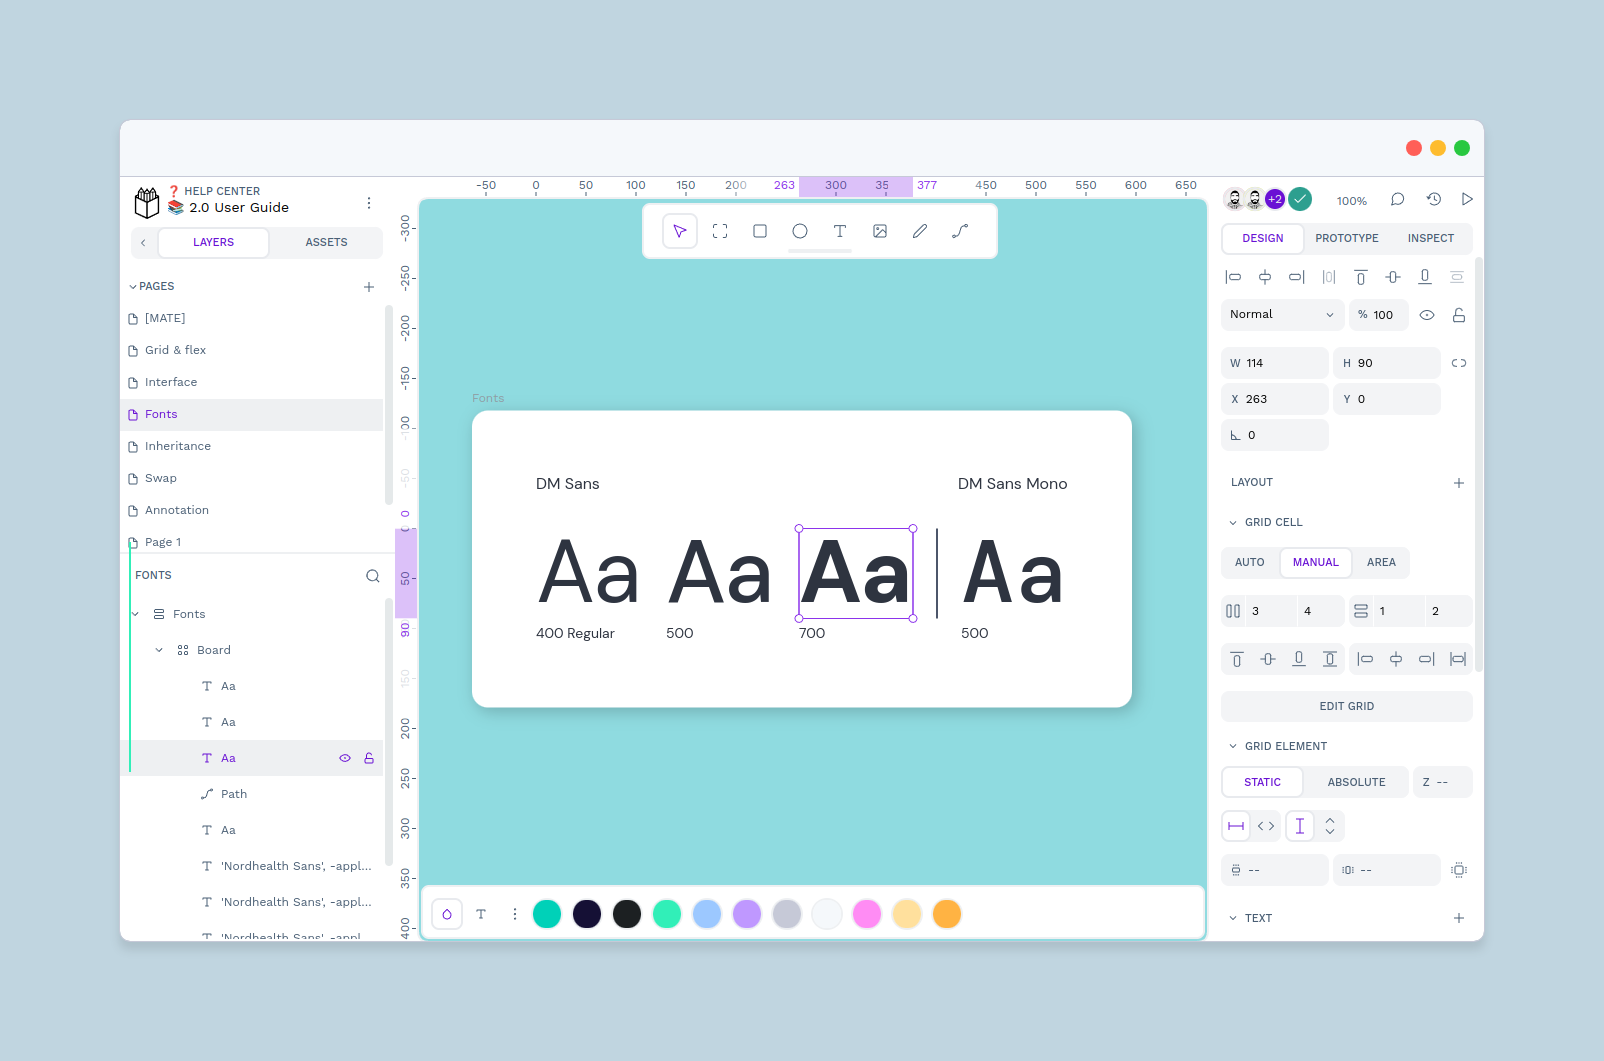 ❓ HELP CENTER
📚 2.0 User Guide
LAYERS
ASSETS
PAGES
[MATE]
Grid & flex
Interface
Fonts
Inheritance
Swap
Annotation
Page 1
FONTS
Fonts
Board
Aa
Aa
Aa
Path
Aa
'Nordhealth Sans', -appl...
'Nordhealth Sans', -appl...
'Nordhealth Sans', -appl...
-50 0 50 100 150 200 263 300 35 377 450 500 550 600 650
-300
-250
-200
-150
-100
-50
0
50
90
150
200
250
300
350
400
Fonts
DM Sans
DM Sans Mono
Aa Aa Aa Aa
400 Regular
500
700
500
+2
100%
DESIGN
PROTOTYPE
INSPECT
Normal
% 100
W 114
H 90
X 263
Y 0
0
LAYOUT
GRID CELL
AUTO
MANUAL
AREA
3 4
1 2
EDIT GRID
GRID ELEMENT
STATIC
ABSOLUTE
Z --
--
--
TEXT